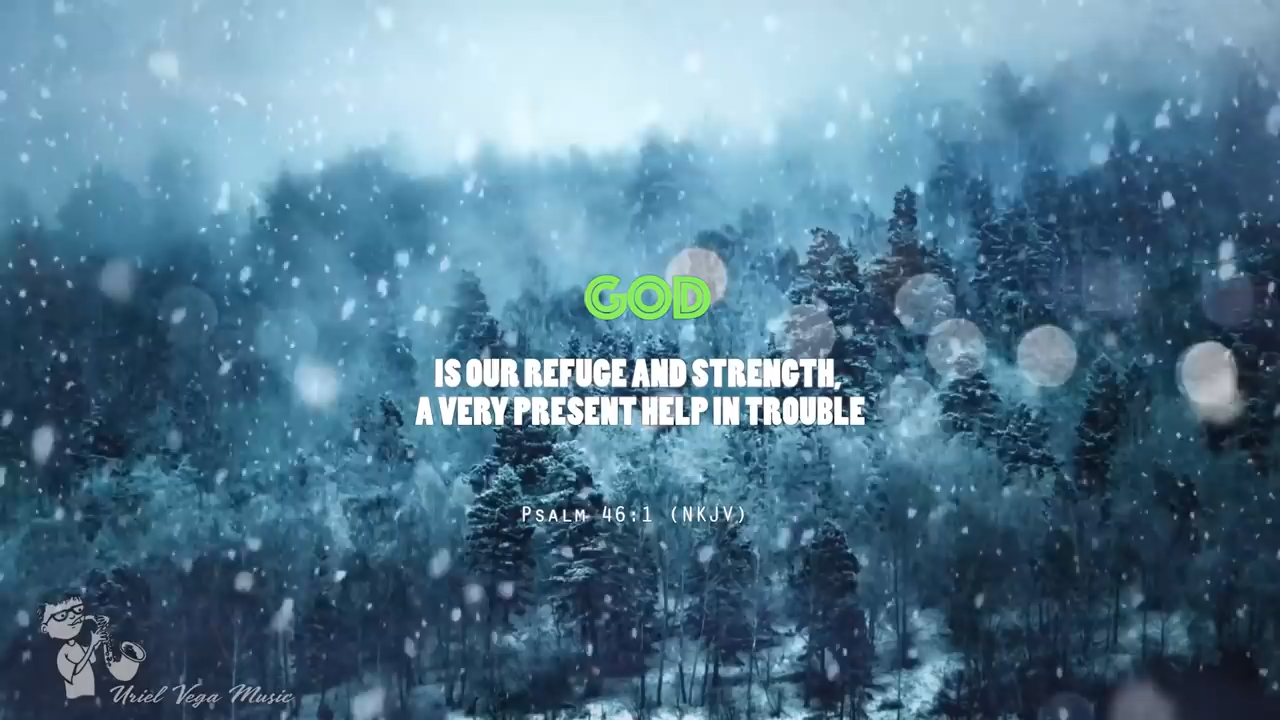 GOD
IS OUR REFUGE AND STRENGTH,
A VERY PRESENT HELP IN TROUBLE
Psalm 46:1 (NKJV)
Uriel Vega Music